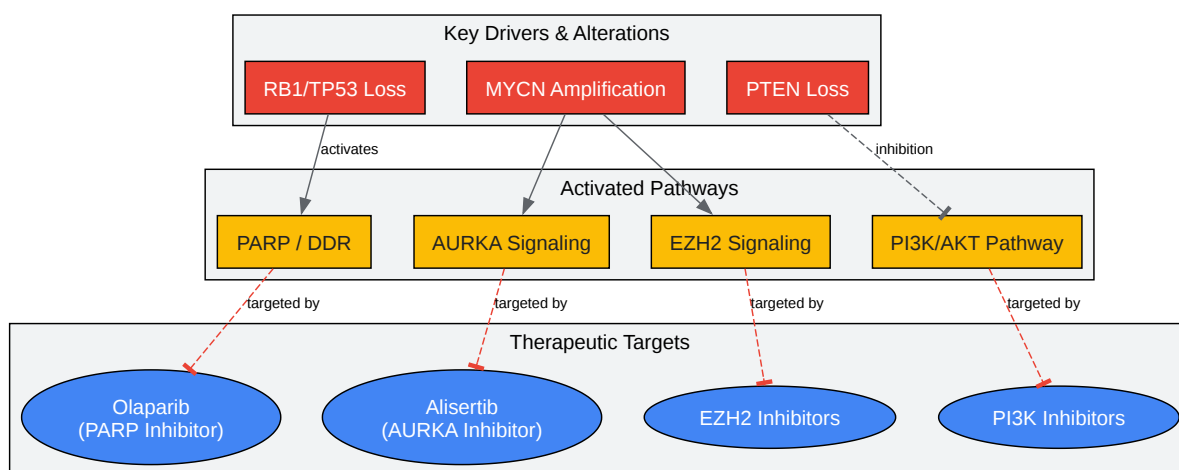 Key Drivers & Alterations
RB1/TP53 Loss
MYCN Amplification
PTEN Loss
activates
inhibition
Activated Pathways
PARP / DDR
AURKA Signaling
EZH2 Signaling
PI3K/AKT Pathway
targeted by
targeted by
targeted by
targeted by
Therapeutic Targets
Olaparib
(PARP Inhibitor)
Alisertib
(AURKA Inhibitor)
EZH2 Inhibitors
PI3K Inhibitors